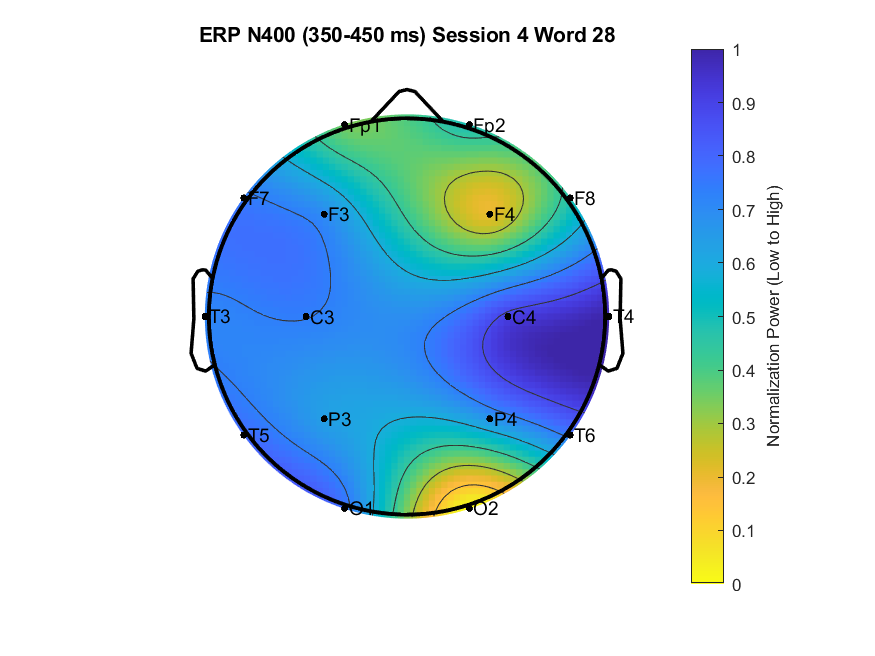 ERP N400 (350-450 ms) Session 4 Word 28
Fp1
Fp2
F7
F3
F4
F8
T3
C3
C4
T4
T5
P3
P4
T6
O1
O2
1
0.9
0.8
0.7
0.6
0.5
0.4
0.3
0.2
0.1
0
Normalization Power (Low to High)